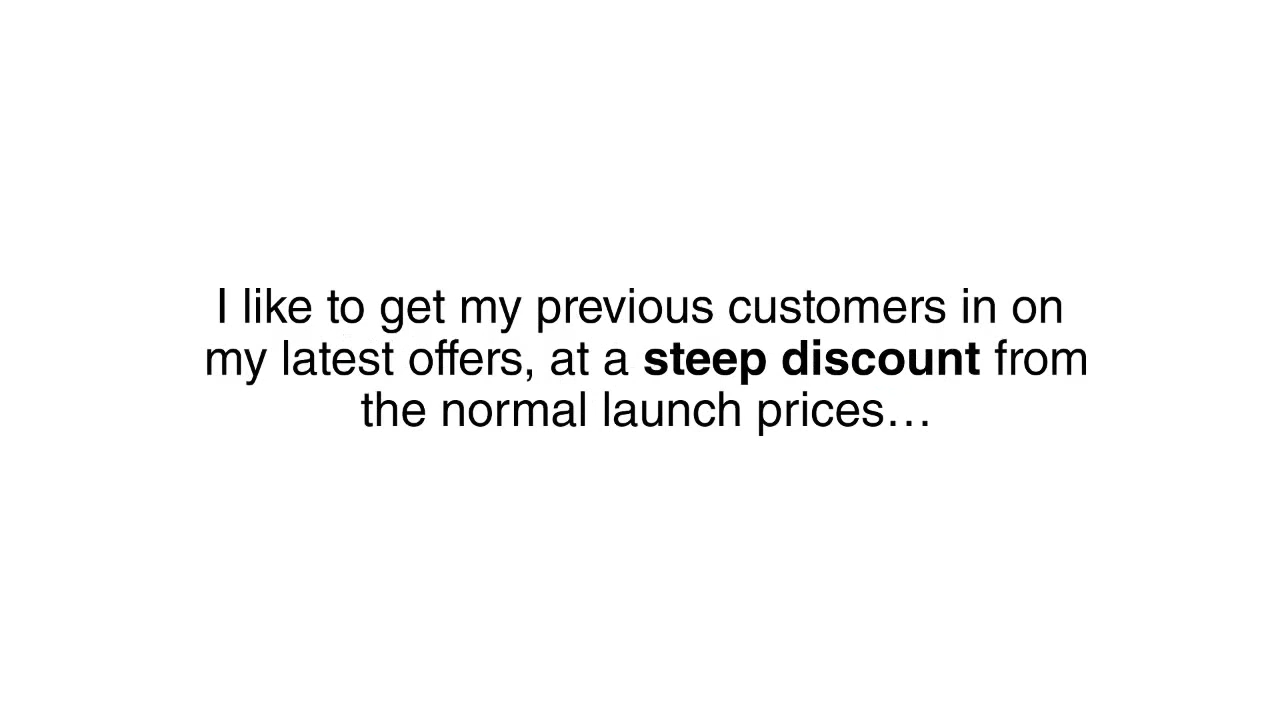 I like to get my previous customers in on
my latest offers, at a steep discount from
the normal launch prices…